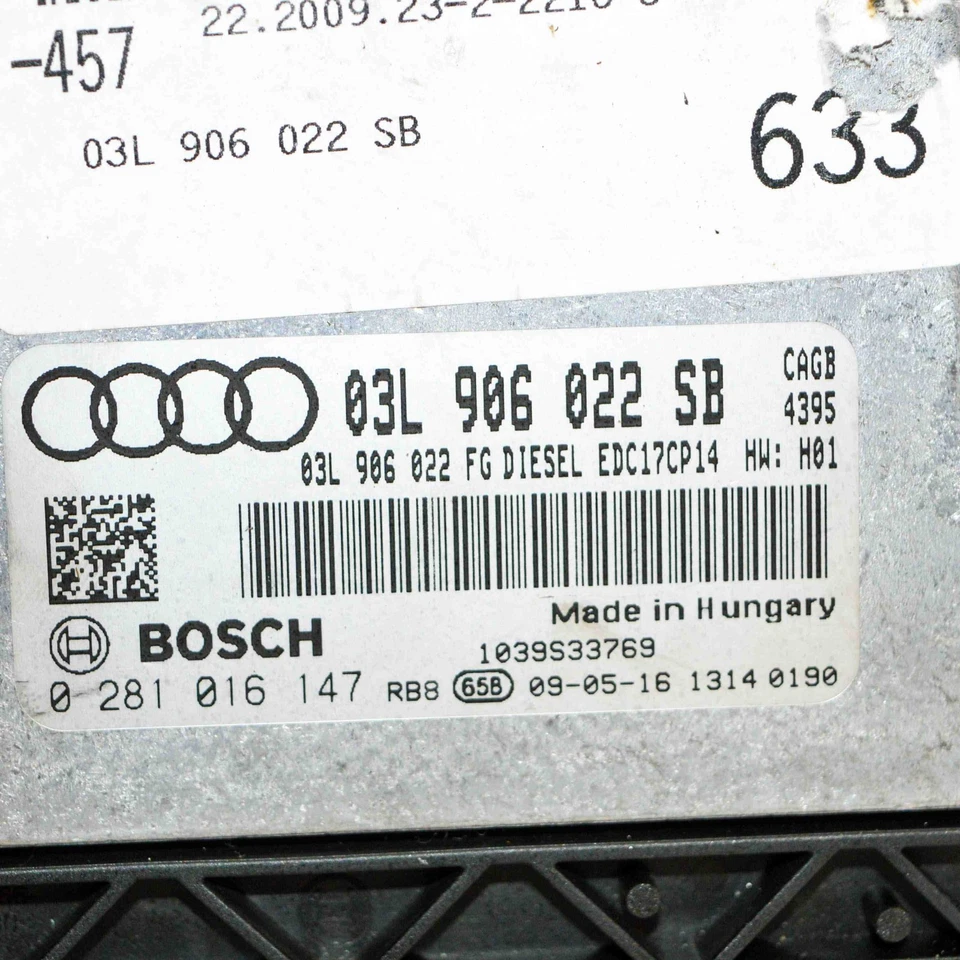 -457
03L 906 022 SB
633
03L 906 022 SB
CAGB
4395
03L 906 022 FG DIESEL EDC17CP14 HW: H01
Made in Hungary
BOSCH
1039S33769
0 281 016 147 RB8 65B 09-05-16 1314 0190